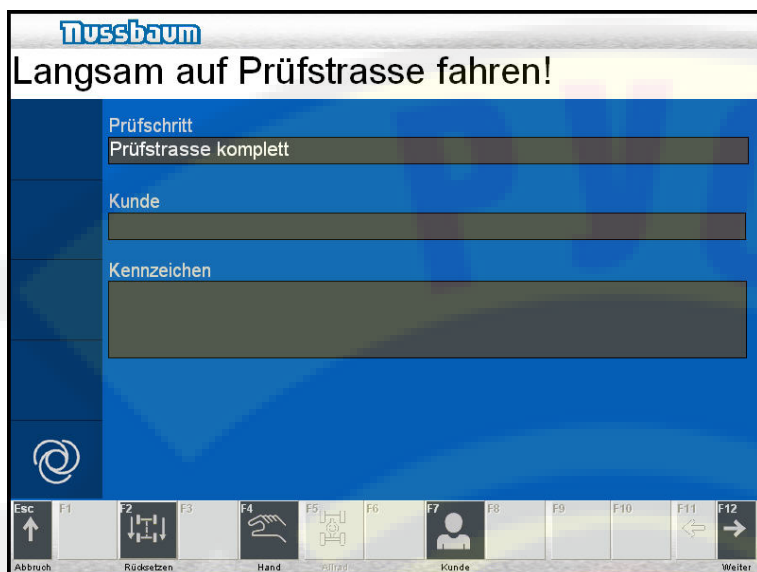 Nussbaum
Langsam auf Prüfstrasse fahren!
Prüfschritt
Prüfstrasse komplett
Kunde
Kennzeichen
Esc F1 F2 F3 F4 F5 F6 F7 F8 F9 F10 F11 F12
Abbruch Rücksetzen Hand Allrad Kunde Weiter